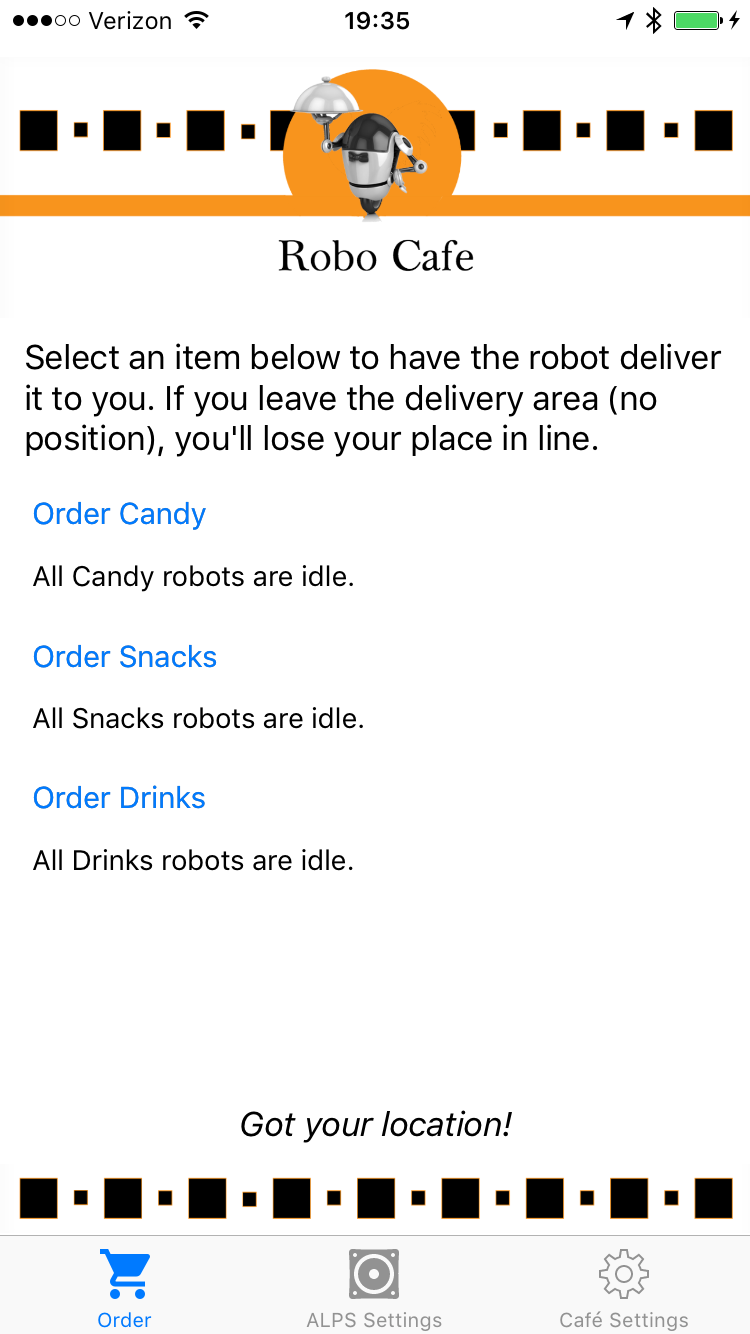 Verizon 19:35
Robo Cafe
Select an item below to have the robot deliver
it to you. If you leave the delivery area (no
position), you'll lose your place in line.
Order Candy
All Candy robots are idle.
Order Snacks
All Snacks robots are idle.
Order Drinks
All Drinks robots are idle.
Got your location!
Order ALPS Settings Café Settings